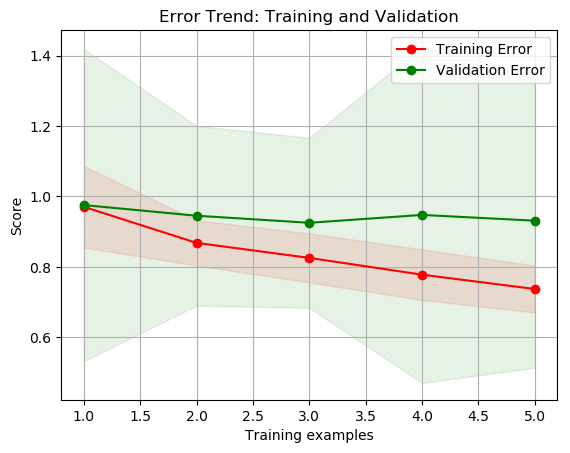 Error Trend: Training and Validation
Training Error
Validation Error
1.4
1.2
1.0
0.8
0.6
Score
1.0 1.5 2.0 2.5 3.0 3.5 4.0 4.5 5.0
Training examples